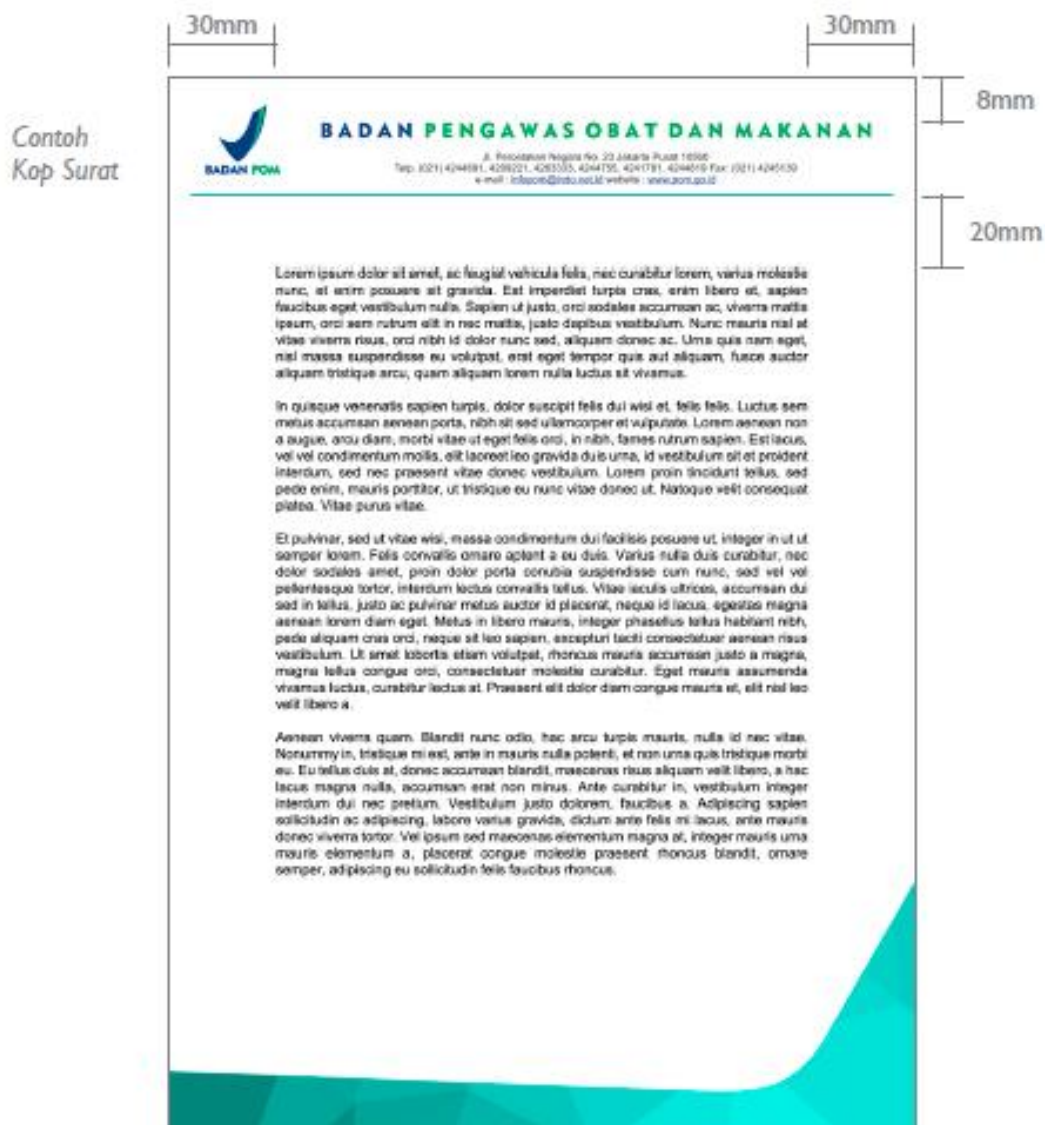 30mm
30mm
8mm
Contoh
Kop Surat
BADAN PENGAWAS OBAT DAN MAKANAN
BADAN POM
Jl. Percetakan Negara No. 23 Jakarta Pusat 10560
e-mail : website : www.pom.go.id
20mm
Lorem ipsum dolor sit amet, ac feugiat vehicula felis, nec curabitur lorem, varius molestie
nunc, et enim posuere sit gravida. Est imperdiet turpis cras, enim libero et, sapien
faucibus eget vestibulum nulla. Sapien ut justo, orci sodales accumsan ac, viverra mattis
ipsum, orci sem rutrum elit in nec mattis, justo dapibus vestibulum. Nunc mauris nisl at
vitae viverra risus, orci nibh id dolor nunc sed, aliquam donec ac. Urna quis nam eget,
nisl massa suspendisse eu volutpat, erat eget tempor quis aut aliquam, fusce auctor
aliquam tristique arcu, quam aliquam lorem nulla luctus sit vivamus.
In quisque venenatis sapien turpis, dolor suscipit felis dui wisi et, felis felis. Luctus sem
metus accumsan aenean porta, nibh sit sed ullamcorper et vulputate. Lorem aenean non
a augue, arcu diam, morbi vitae ut eget felis orci, in nibh, fames rutrum sapien. Est lacus,
vel vel condimentum mollis, elit laoreet leo gravida duis urna, id vestibulum sit et proident
interdum, sed nec praesent vitae donec vestibulum. Lorem proin tincidunt tellus, sed
pede enim, mauris porttitor, ut tristique eu nunc vitae donec ut. Natoque velit consequat
platea. Vitae purus vitae.
Et pulvinar, sed ut vitae wisi, massa condimentum dui facilisis posuere ut, integer in ut ut
semper lorem. Felis convallis ornare aptent a eu duis. Varius nulla duis curabitur, nec
dolor sodales amet, proin dolor porta conubia suspendisse cum nunc, sed vel vel
pellentesque tortor, interdum lectus convallis tellus. Vitae iaculis ultrices, accumsan dui
sed in tellus, justo ac pulvinar metus auctor id placerat, neque id lacus, egestas magna
aenean lorem diam eget. Metus in libero mauris, integer phasellus tellus habitant nibh,
pede aliquam cras orci, neque sit leo sapien, excepturi taciti consectetuer aenean risus
vestibulum. Ut amet lobortis etiam volutpat, rhoncus mauris accumsan justo a magna,
magna tellus congue orci, consectetuer molestie curabitur. Eget mauris assumenda
vivamus luctus, curabitur lectus at. Praesent elit dolor diam congue mauris et, elit nisl leo
velit libero a.
Aenean viverra quam. Blandit nunc odio, hac arcu turpis mauris, nulla id nec vitae.
Nonummy in, tristique mi est, ante in mauris nulla potenti, et non urna quis tristique morbi
eu. Eu tellus duis at, donec accumsan blandit, maecenas risus aliquam velit libero, a hac
lacus magna nulla, accumsan erat non minus. Ante curabitur in, vestibulum integer
interdum dui nec pretium. Vestibulum justo dolorem, faucibus a. Adipiscing sapien
sollicitudin ac adipiscing, labore varius gravida, dictum ante felis mi lacus, ante mauris
donec viverra tortor. Vel ipsum sed maecenas elementum magna at, integer mauris urna
mauris elementum a, placerat congue molestie praesent rhoncus blandit, ornare
semper, adipiscing eu sollicitudin felis faucibus rhoncus.